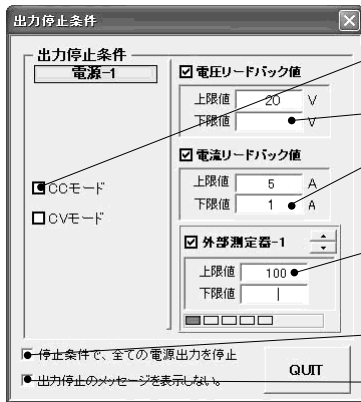 出力停止条件
出力停止条件
電源-1
電圧リードバック値
上限値 20 V
下限値 V
電流リードバック値
上限値 5 A
下限値 1 A
CCモード
CVモード
外部測定器-1
上限値 100
下限値
停止条件で、全ての電源出力を停止
出力停止のメッセージを表示しない。
QUIT